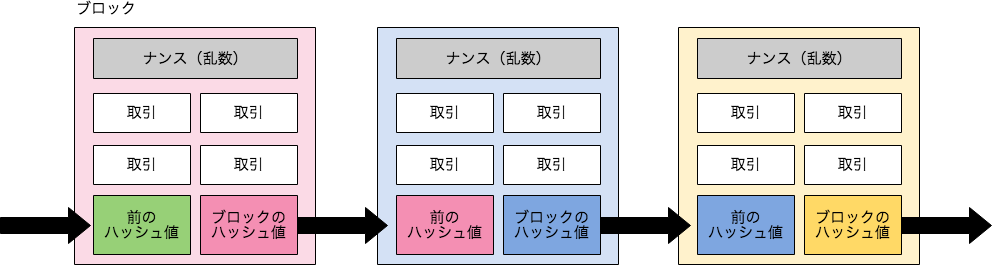 ブロック
ナンス（乱数）
取引
取引
取引
取引
前の
ハッシュ値
ブロックの
ハッシュ値
ナンス（乱数）
取引
取引
取引
取引
前の
ハッシュ値
ブロックの
ハッシュ値
ナンス（乱数）
取引
取引
取引
取引
前の
ハッシュ値
ブロックの
ハッシュ値